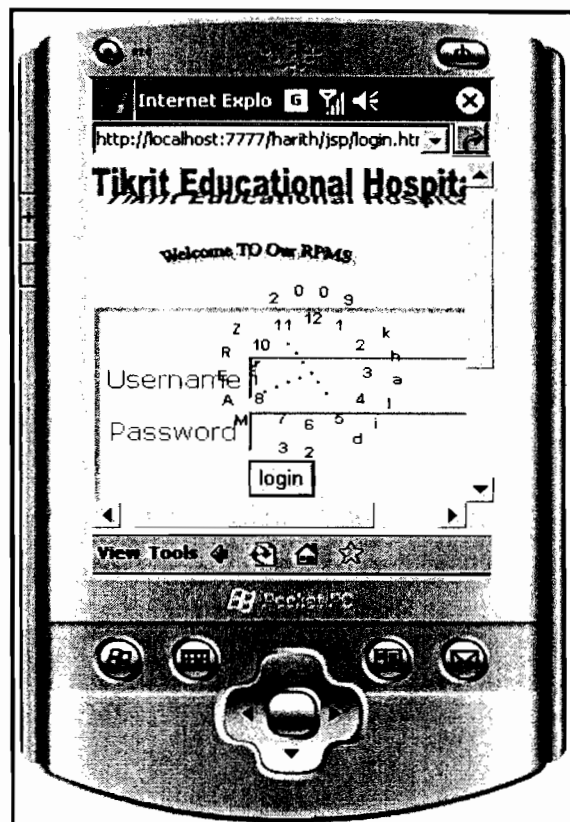 Internet Explo G
http://localhost:7777/harith/jsp/login.htr
Tikrit Educational Hospita
Welcome TO Our RPMS
2 0 0 9
Z 11 12 1 k
R 10 2 h
Username 3 a
A 8 4 l
M 7 6 5 i
Password d
3 2
login
View Tools
Pocket PC